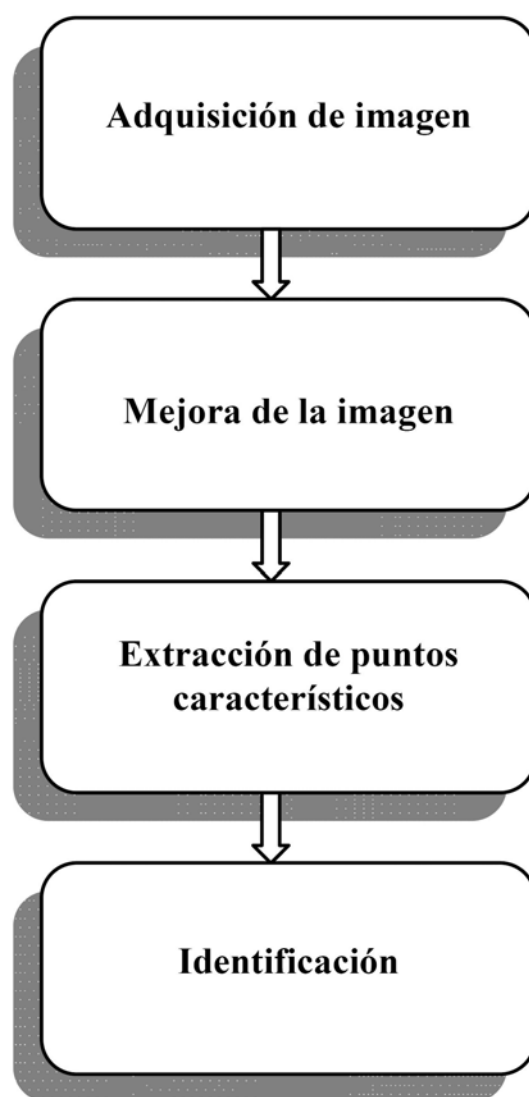 Adquisición de imagen
Mejora de la imagen
Extracción de puntos
característicos
Identificación